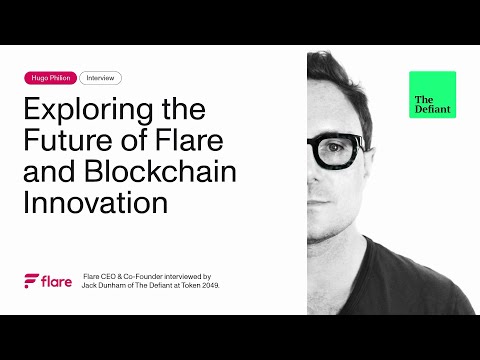 Hugo Philion
Interview
Exploring the
Future of Flare
and Blockchain
Innovation
The
Defiant
flare
Flare CEO & Co-Founder interviewed by
Jack Dunham of The Defiant at Token 2049.